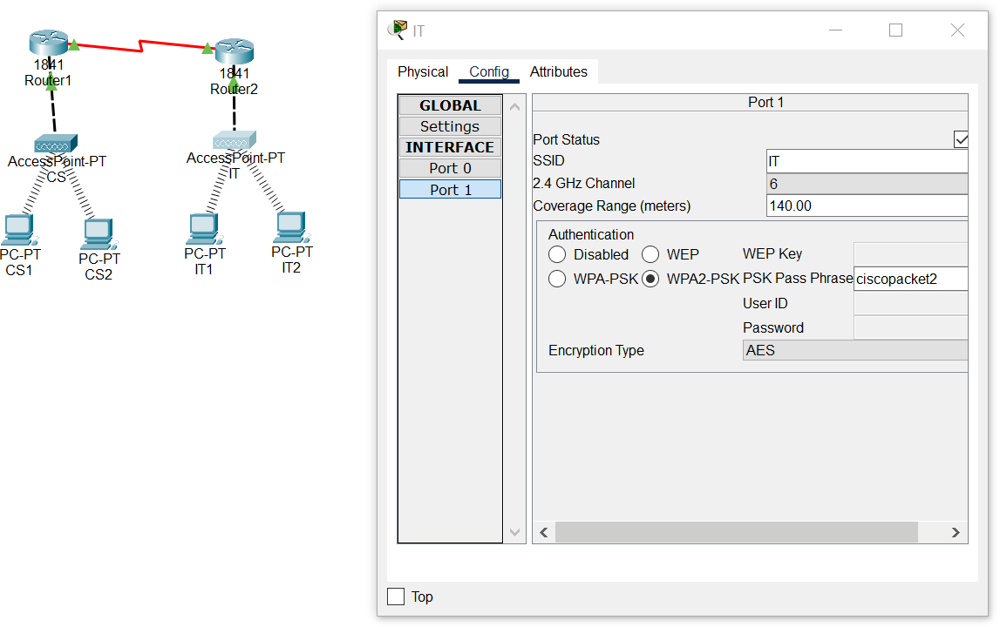 1841
Router1
1841
Router2
AccessPoint-PT
CS
AccessPoint-PT
IT
PC-PT
CS1
PC-PT
CS2
PC-PT
IT1
PC-PT
IT2
IT
Physical Config Attributes
GLOBAL
Settings
INTERFACE
Port 0
Port 1
Port 1
Port Status
SSID IT
2.4 GHz Channel 6
Coverage Range (meters) 140.00
Authentication
Disabled WEP WEP Key
WPA-PSK WPA2-PSK PSK Pass Phrase ciscopacket2
User ID
Password
Encryption Type AES
Top